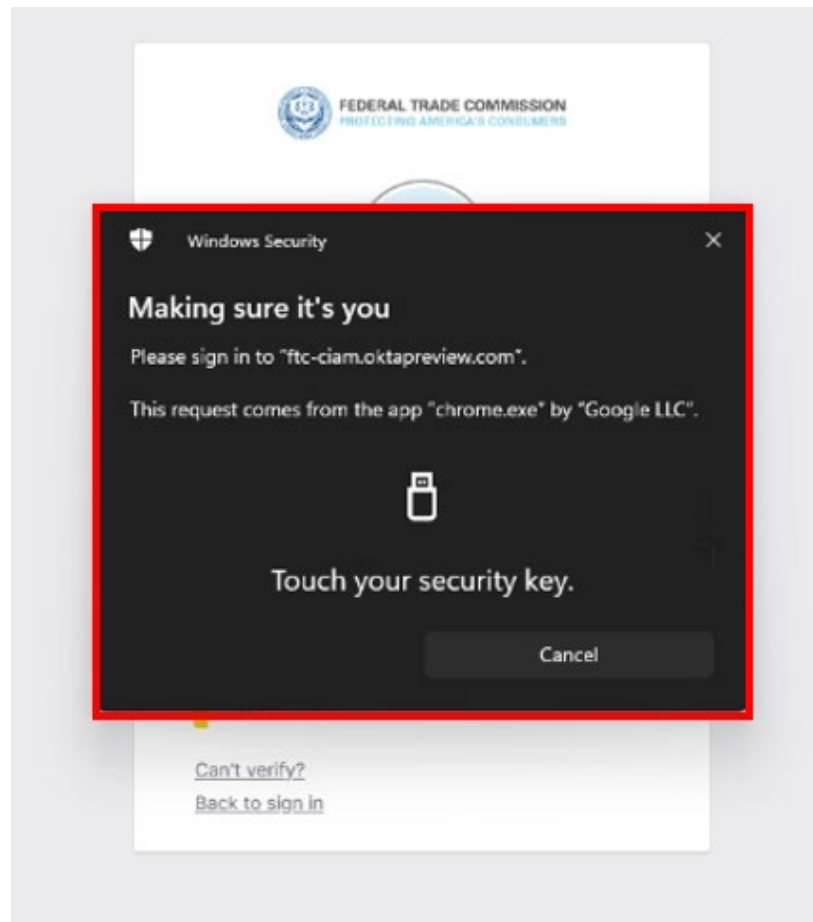 FEDERAL TRADE COMMISSION
PROTECTING AMERICA'S CONSUMERS
Windows Security
Making sure it's you
Please sign in to "ftc-ciam.oktapreview.com".
This request comes from the app "chrome.exe" by "Google LLC".
Touch your security key.
Cancel
Can't verify?
Back to sign in